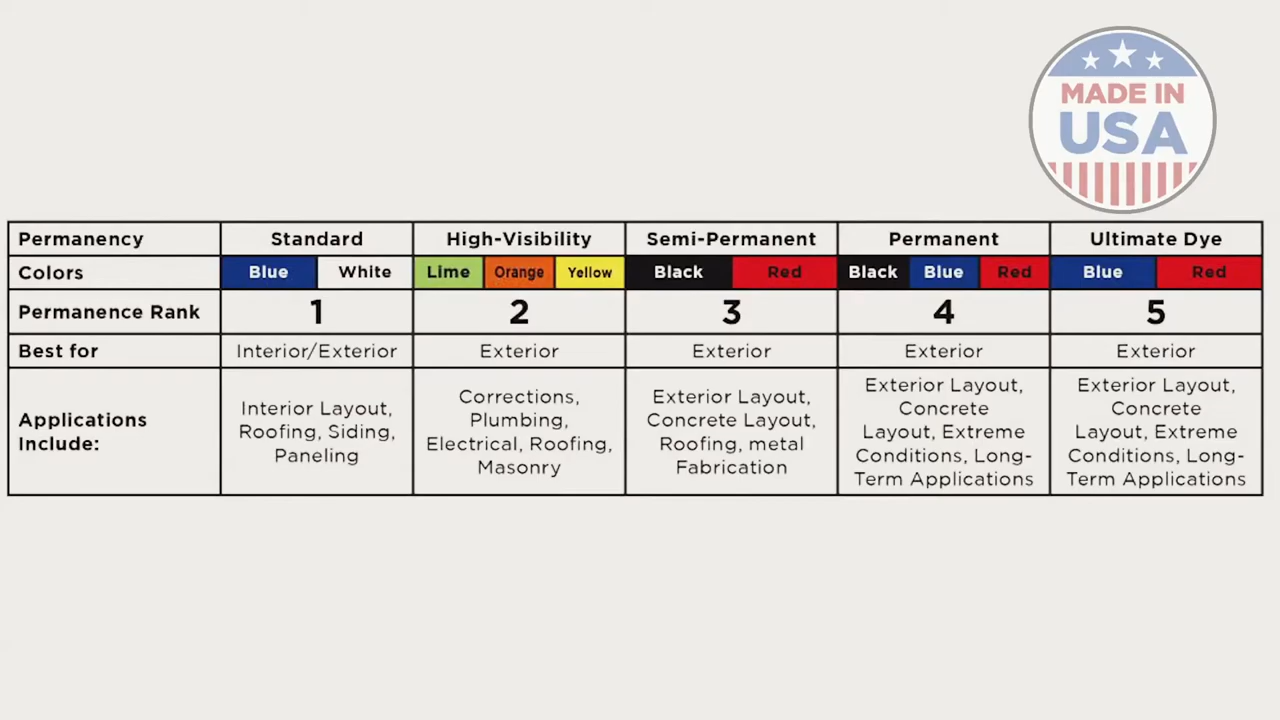 MADE IN
USA
Permanency Standard High-Visibility Semi-Permanent Permanent Ultimate Dye
Colors Blue White Lime Orange Yellow Black Red Black Blue Red Blue Red
Permanence Rank 1 2 3 4 5
Best for Interior/Exterior Exterior Exterior Exterior Exterior
Applications
Include:
Interior Layout,
Roofing, Siding,
Paneling
Corrections,
Plumbing,
Electrical, Roofing,
Masonry
Exterior Layout,
Concrete Layout,
Roofing, metal
Fabrication
Exterior Layout,
Concrete
Layout, Extreme
Conditions, Long-
Term Applications
Exterior Layout,
Concrete
Layout, Extreme
Conditions, Long-
Term Applications